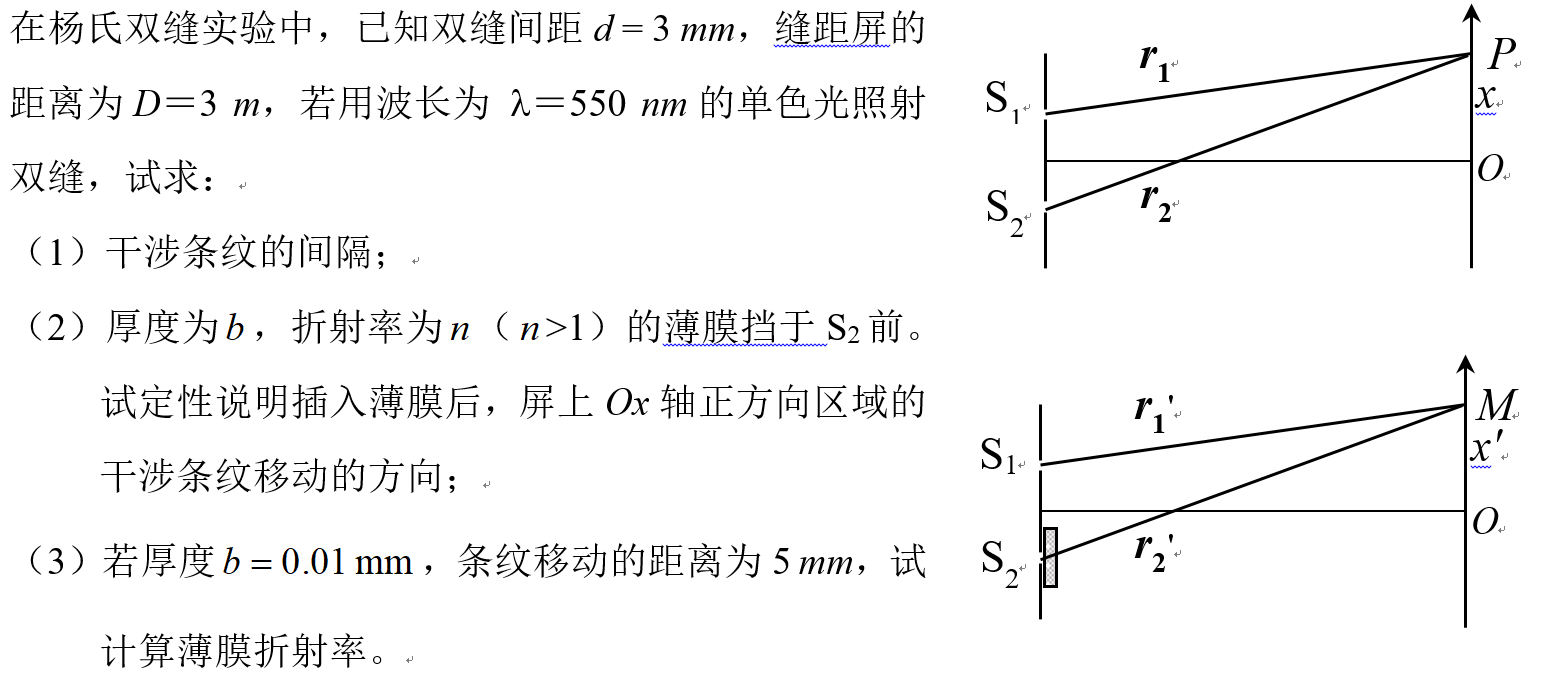 在杨氏双缝实验中，已知双缝间距 d = 3 mm，缝距屏的
距离为 D＝3 m，若用波长为 λ＝550 nm 的单色光照射
双缝，试求：
（1）干涉条纹的间隔；
（2）厚度为 b，折射率为 n（n>1）的薄膜挡于 S₂ 前。
试定性说明插入薄膜后，屏上 Ox 轴正方向区域的
干涉条纹移动的方向；
（3）若厚度 b = 0.01 mm，条纹移动的距离为 5 mm，试
计算薄膜折射率。
r₁
P
S₁
x
O
r₂
S₂
r₁'
M
S₁
x′
O
r₂'
S₂